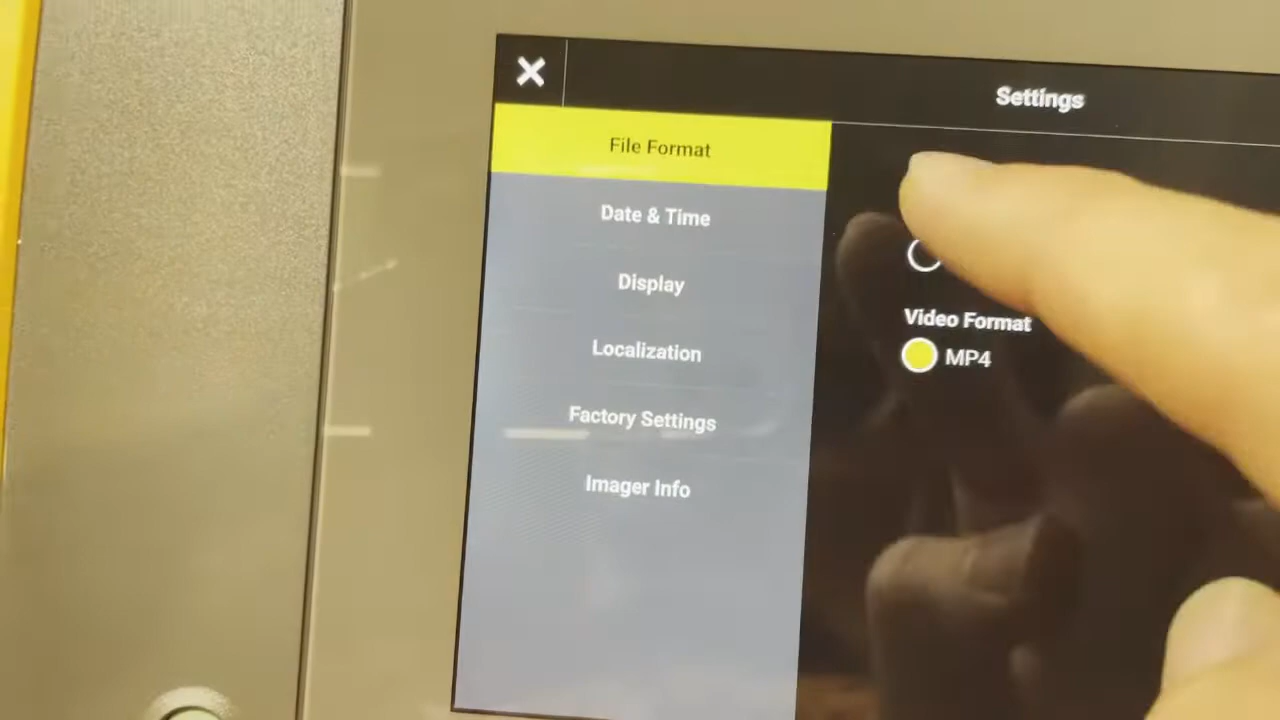 Settings
File Format
Date & Time
Display
Localization
Factory Settings
Imager Info
Video Format
MP4